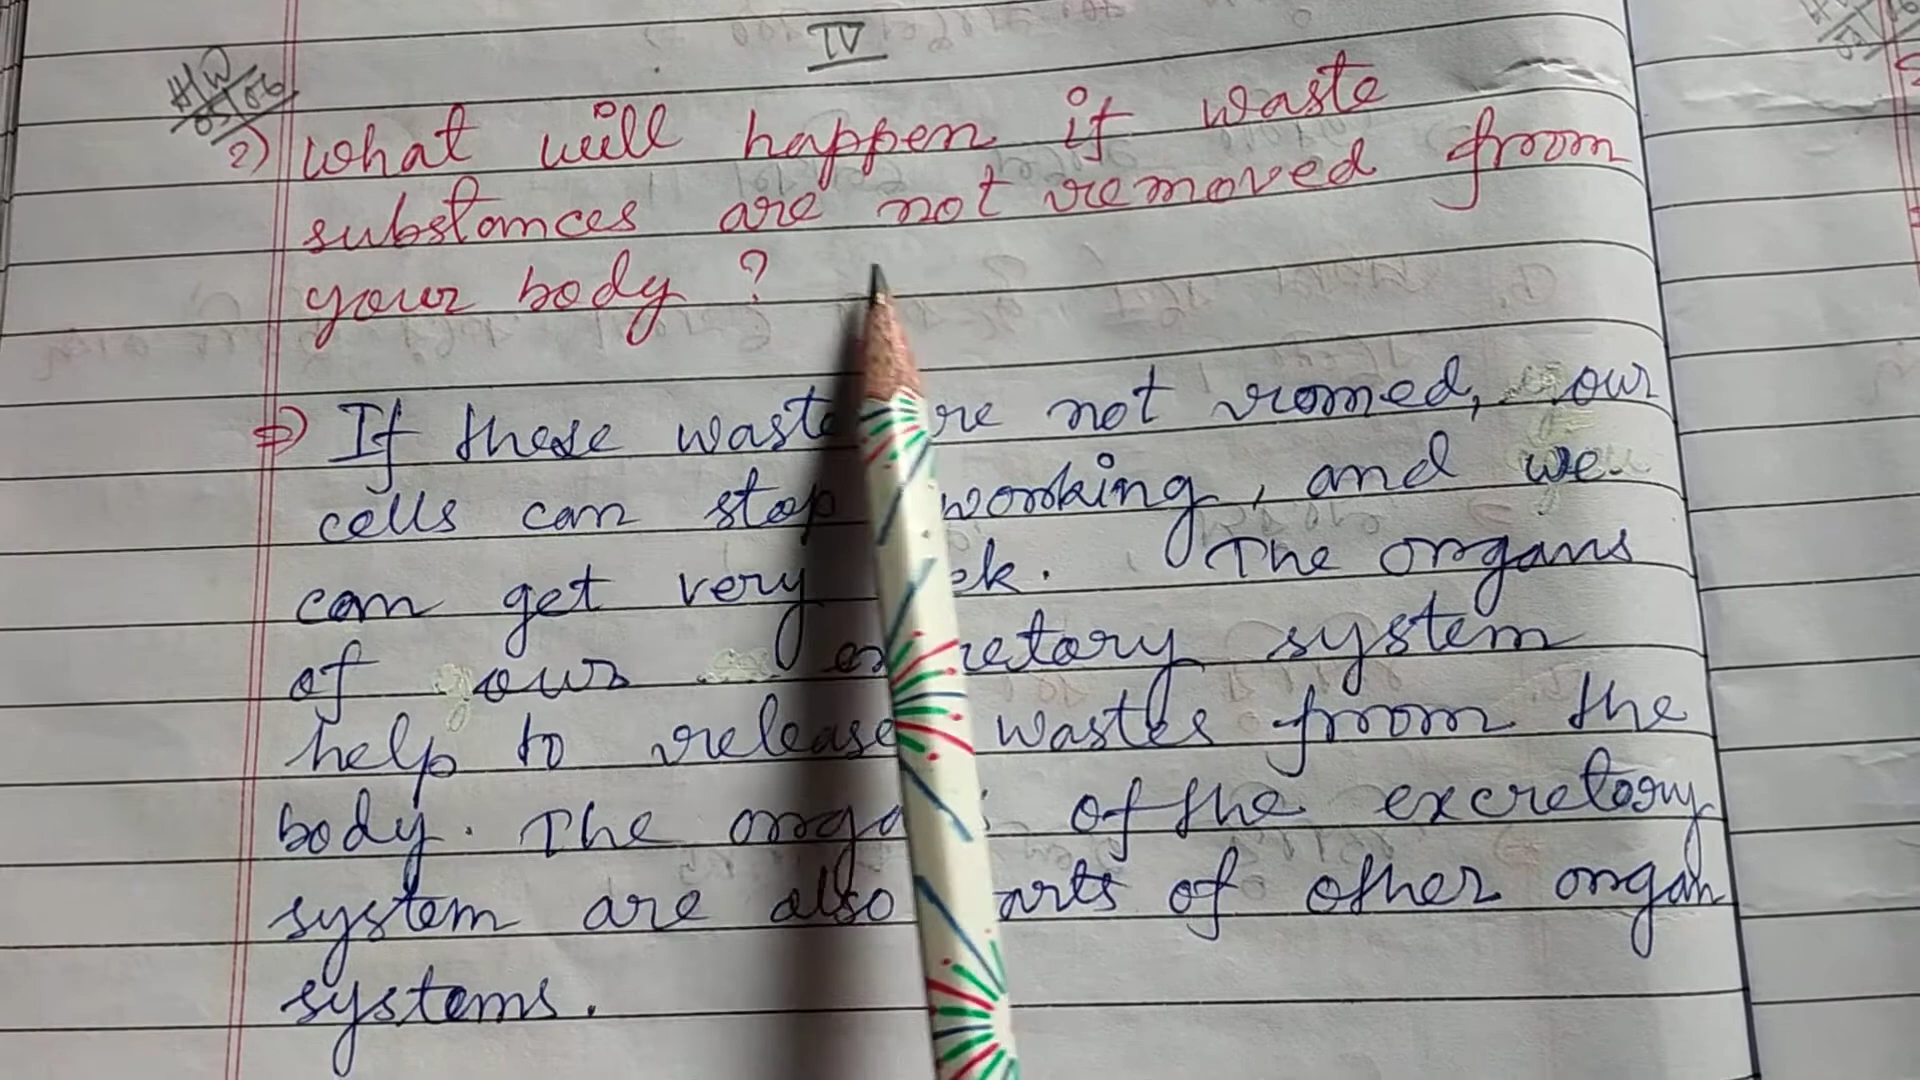 IV
H/W
05/06
2) What will happen if waste
substances are not removed from
your body ?
⇒) If these waste re not romed, our
cells can stop working, and we
can get very ek. The organs
of our retory system
help to release wastes from the
body. The orga of the excretory
system are also arts of other organ
systems.